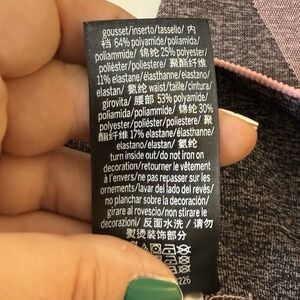 gousset/inserto/tassello/ 内
裆 64% polyamide/poliamida/
poliammide/ 锦纶 25% polyester/
poliéster/poliestere/ 聚酯纤维
11% elastane/élasthanne/elastano/
elastan/ 氨纶 waist/taille/cintura/
girovita/ 腰部 53% polyamide/
poliamida/poliammide/ 锦纶 30%
polyester/poliéster/poliestere/ 聚
酯纤维 17% elastane/élasthanne/
elastano/elastan/ 氨纶
turn inside out/do not iron on
decoration/retourner le vêtement
à l'envers/ne pas repasser sur les
ornements/lavar del lado del revés/
no planchar sobre la decoración/
girare al rovescio/non stirare le
decorazioni/ 反面水洗 / 请勿
熨烫装饰部分
226